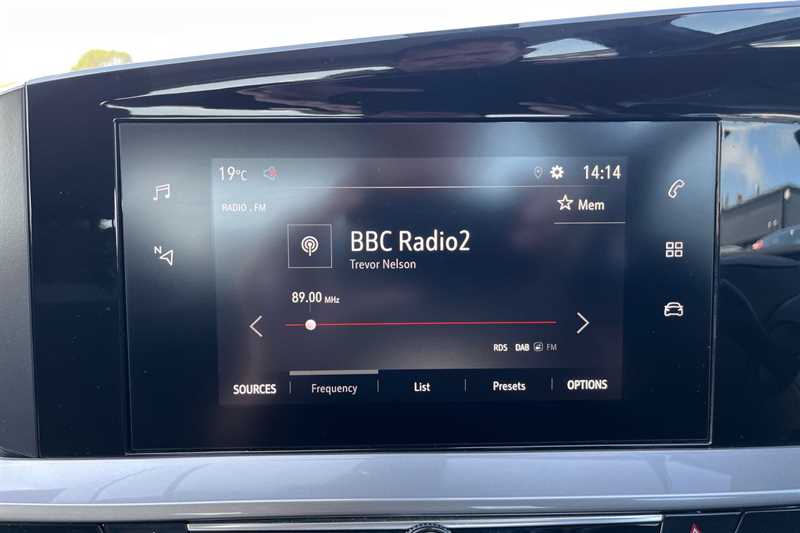 19°C 14:14
RADIO . FM
Mem
BBC Radio2
Trevor Nelson
89.00 MHz
RDS DAB FM
SOURCES Frequency List Presets OPTIONS
N